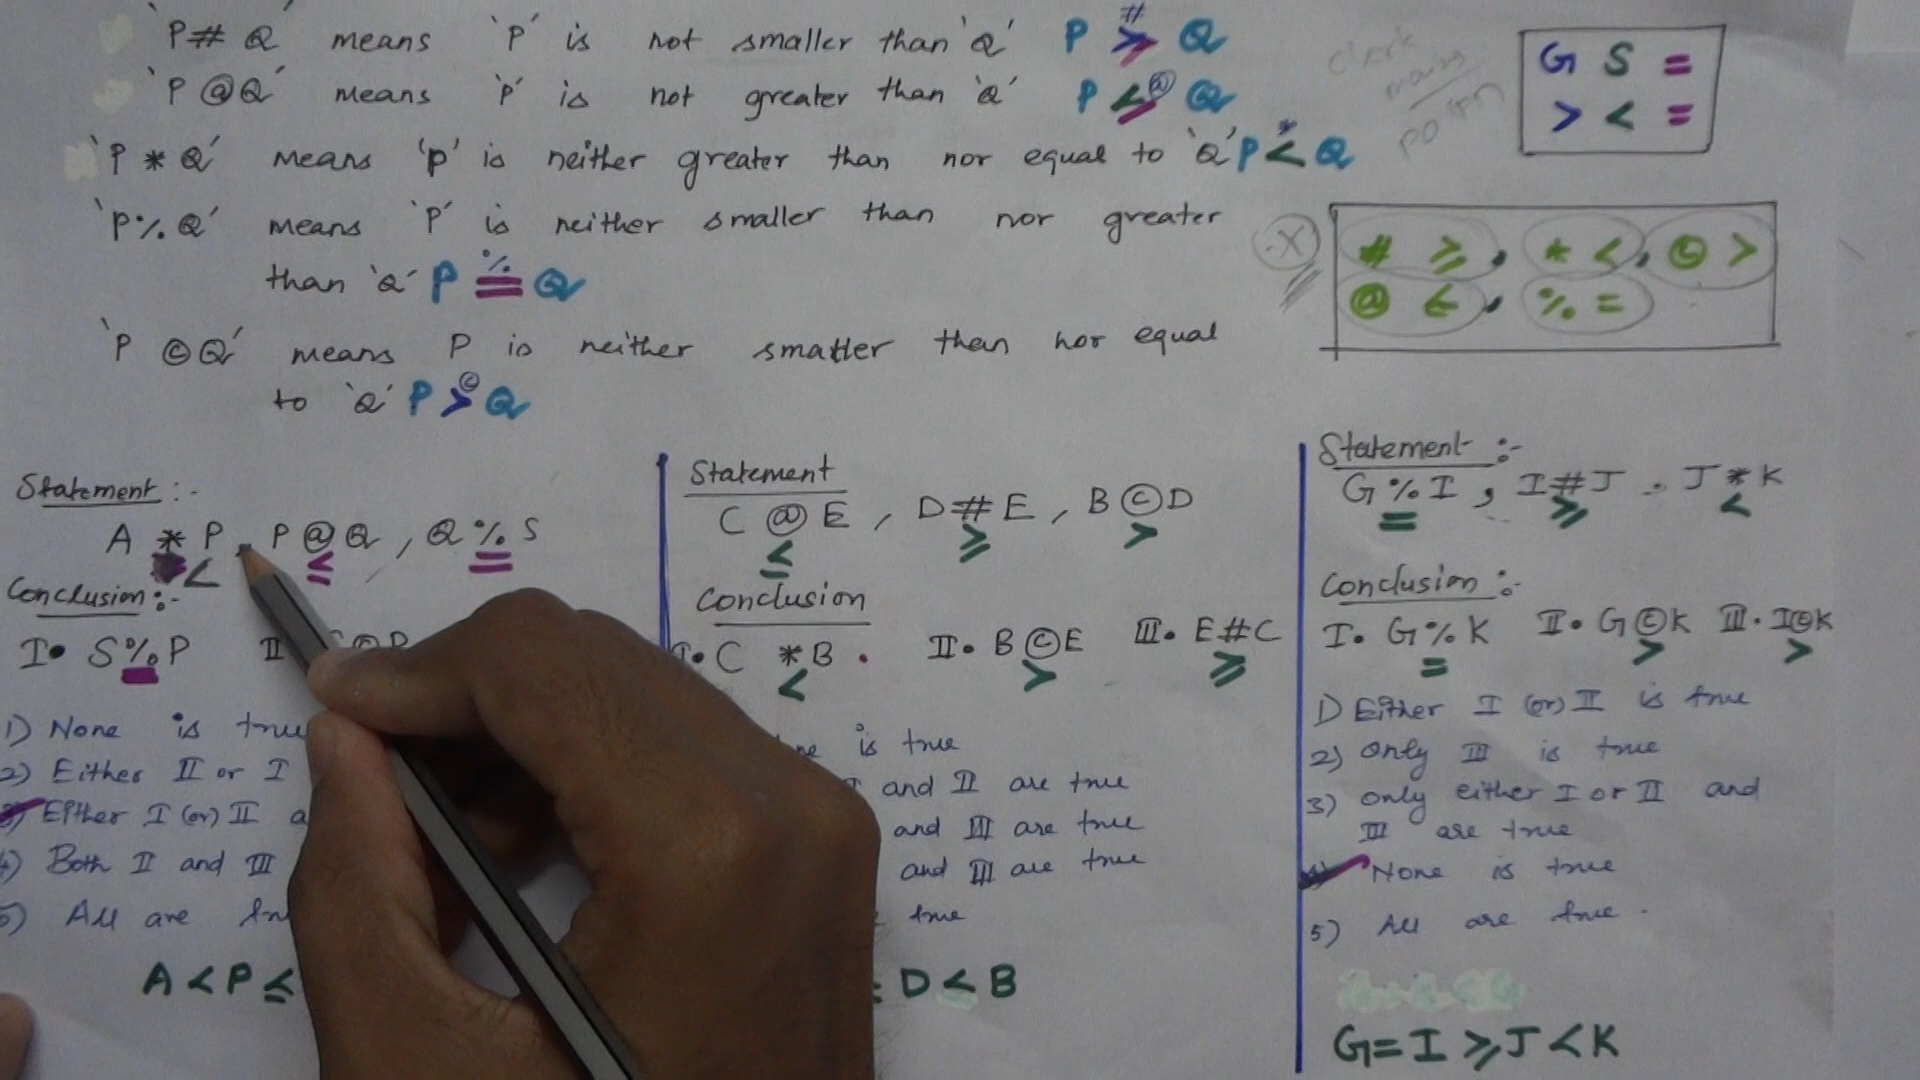 'P # Q' means 'P' is not smaller than 'Q' P ≥ Q
#
'P @ Q' means 'P' is not greater than 'Q' P ≤ Q
@
'P * Q' means 'P' is neither greater than nor equal to 'Q' P < Q
*
'P % Q' means 'P' is neither smaller than nor greater
than 'Q' P = Q
%
'P © Q' means P is neither smaller than nor equal
to 'Q' P > Q
©
G S =
> < =
-X
# ≥, * <, © >
@ ≤, % =
Statement :-
A * P, P @ Q, Q % S
< ≤ =
Conclusion :-
I. S % P II
=
1) None is true
2) Either II or I
3) Either I (or) II
4) Both II and III
5) All are
A < P ≤
Statement
C @ E, D # E, B © D
≤ ≥ >
Conclusion
I. C * B. II. B © E III. E # C
< > ≥
is true
and II are true
and III are true
and III are true
true
D < B
Statement :-
G % I, I # J, J * K
= ≥ <
Conclusion :-
I. G % K II. G © K III. I © K
= > >
1) Either I (or) II is true
2) Only III is true
3) Only either I or II and
III are true
4) None is true
5) All are true.
G = I ≥ J < K